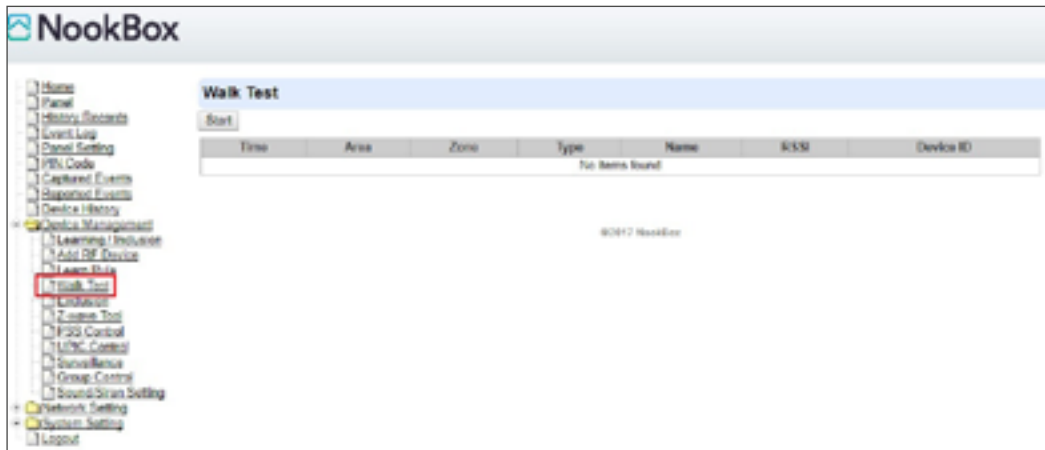 NookBox
Home
Panel
History Records
Event Log
Panel Setting
PIN Code
Captured Events
Reported Events
Device History
Device Management
Learning / Inclusion
Add RF Device
Learn Rule
Walk Test
Exclusion
Z-wave Tool
PSS Control
UPIC Control
Surveillance
Group Control
Sound/Siren Setting
Network Setting
System Setting
Logout
Walk Test
Start
Time Area Zone Type Name RSSI Device ID
No items found
©2017 NookBox